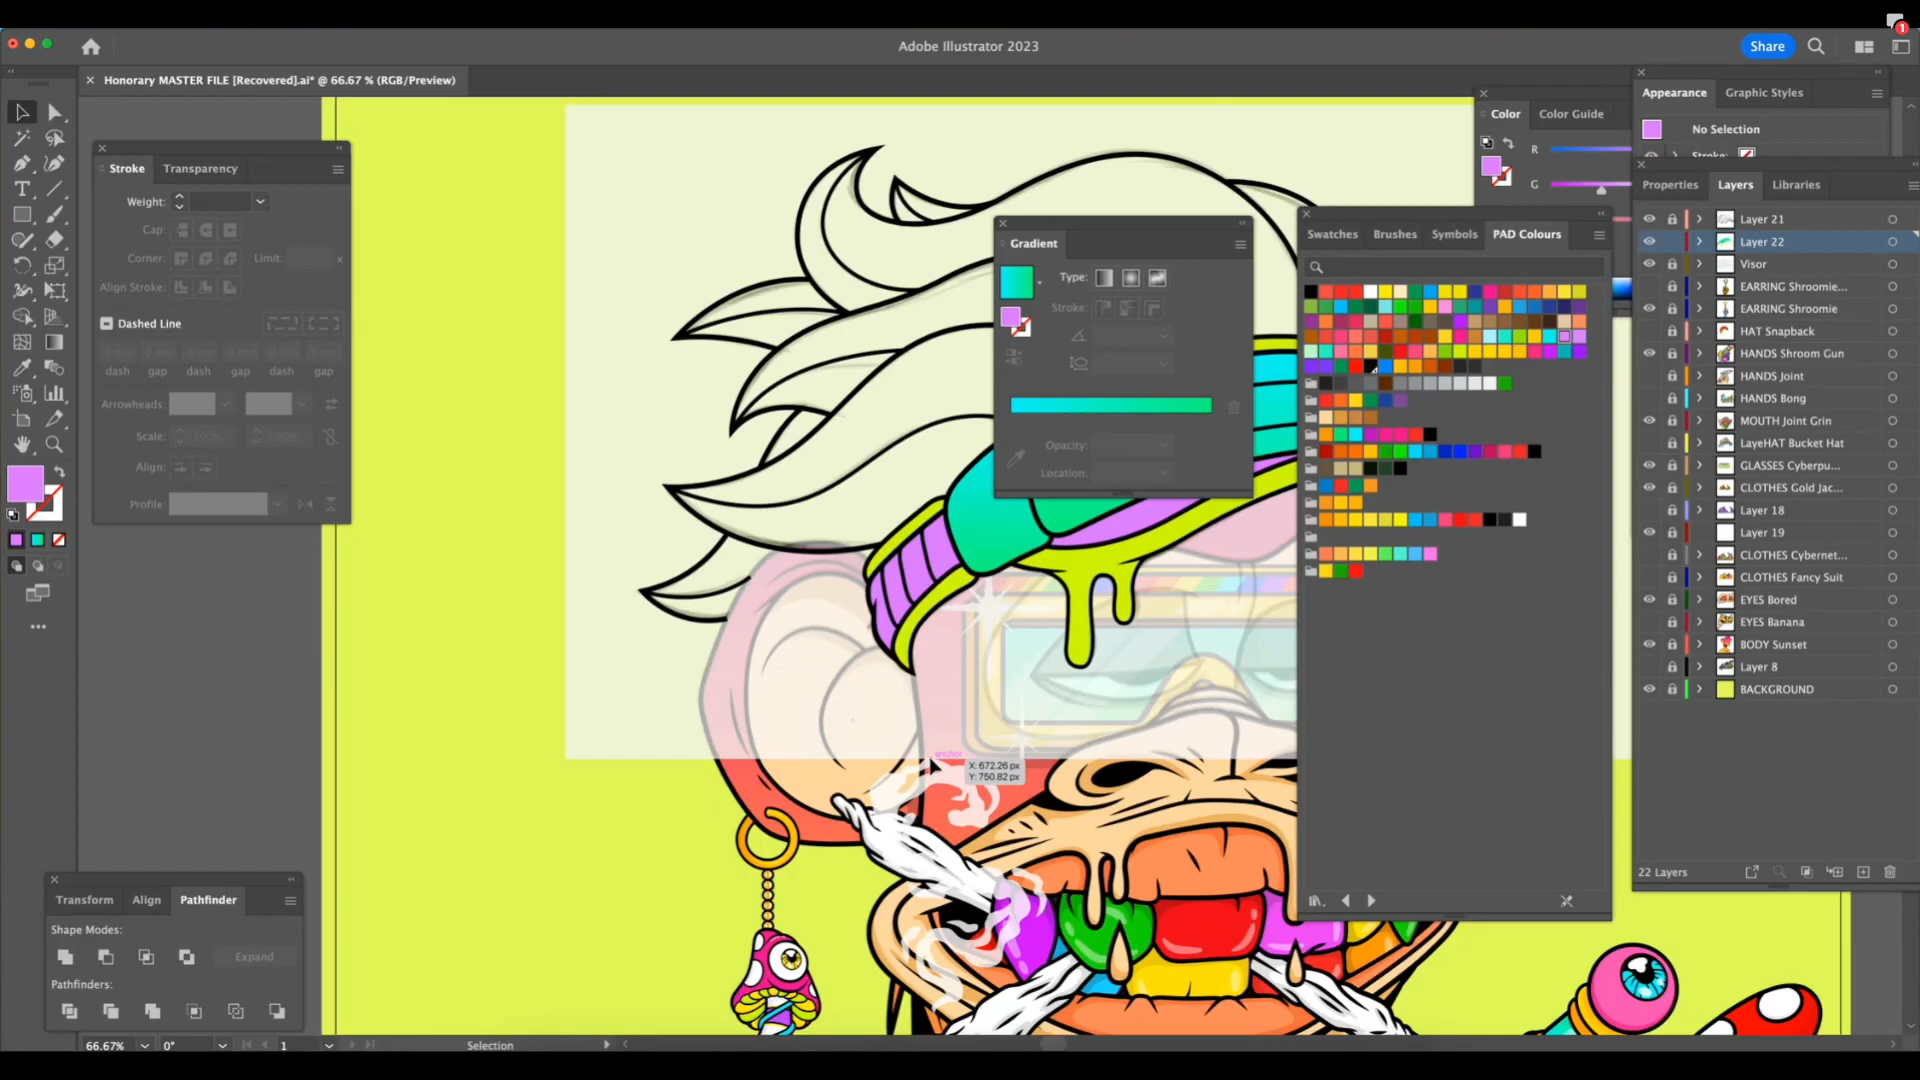 1
Adobe Illustrator 2023
Share
Honorary MASTER FILE [Recovered].ai* @ 66.67 % (RGB/Preview)
Stroke
Transparency
Weight:
Cap:
Corner:
Limit:
x
Align Stroke:
Dashed Line
dash
gap
dash
gap
dash
gap
Arrowheads:
Scale:
Align:
Profile:
Transform
Align
Pathfinder
Shape Modes:
Expand
Pathfinders:
66.67%
0°
1
Selection
Gradient
Type:
Stroke:
Opacity:
Location:
anchor
X: 672.26 px
Y: 750.82 px
Color
Color Guide
R
G
Swatches
Brushes
Symbols
PAD Colours
Appearance
Graphic Styles
No Selection
Stroke:
Properties
Layers
Libraries
Layer 21
Layer 22
Visor
EARRING Shroomie...
EARRING Shroomie
HAT Snapback
HANDS Shroom Gun
HANDS Joint
HANDS Bong
MOUTH Joint Grin
LayeHAT Bucket Hat
GLASSES Cyberpu...
CLOTHES Gold Jac...
Layer 18
Layer 19
CLOTHES Cybernet...
CLOTHES Fancy Suit
EYES Bored
EYES Banana
BODY Sunset
Layer 8
BACKGROUND
22 Layers